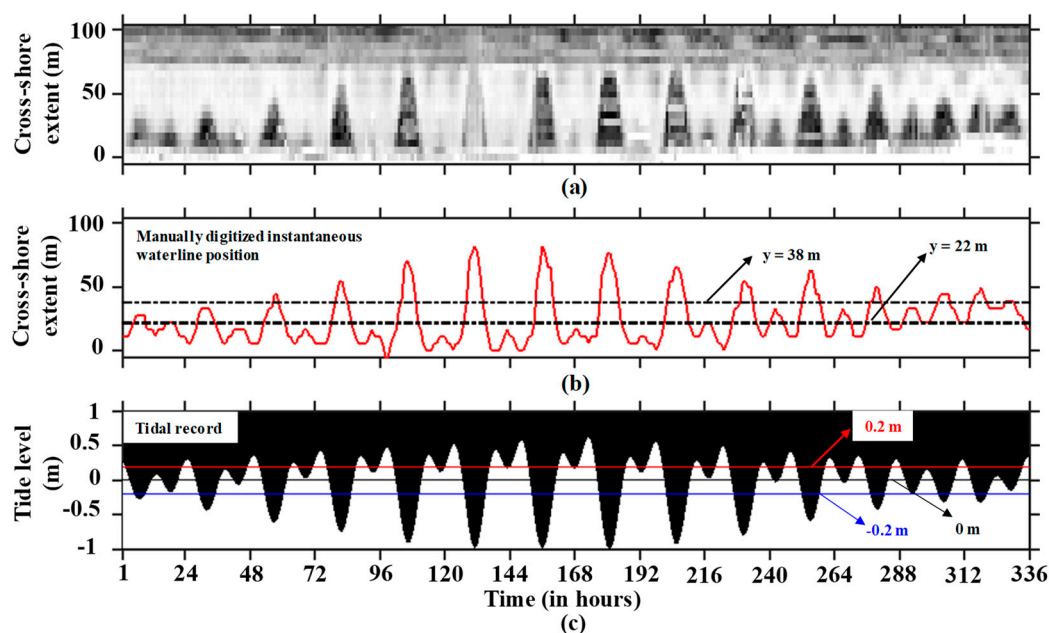 Cross-shore
extent (m)
100
50
0
(a)
Cross-shore
extent (m)
100
50
0
Manually digitized instantaneous
waterline position
y = 38 m
y = 22 m
(b)
Tide level
(m)
1
0.5
0
-0.5
-1
Tidal record
0.2 m
-0.2 m
0 m
1 24 48 72 96 120 144 168 192 216 240 264 288 312 336
Time (in hours)
(c)